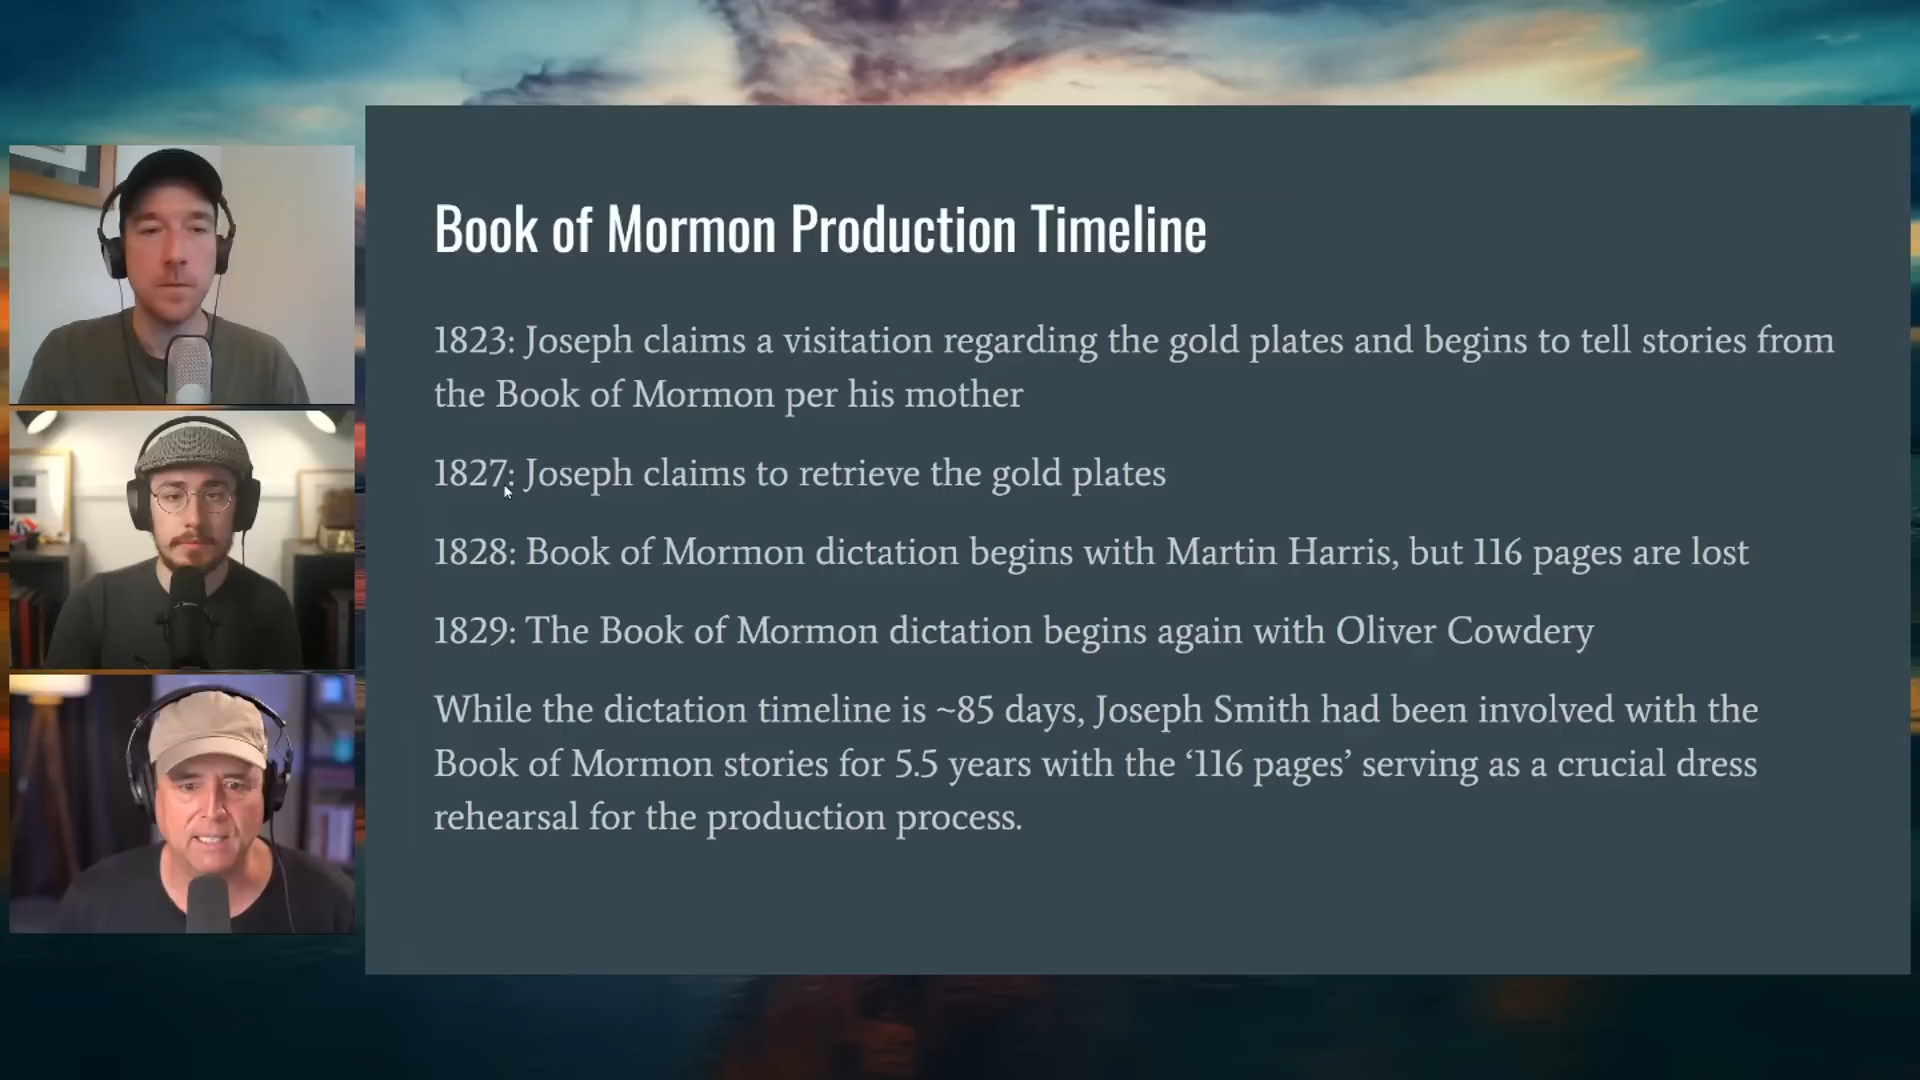 Book of Mormon Production Timeline
1823: Joseph claims a visitation regarding the gold plates and begins to tell stories from
the Book of Mormon per his mother
1827: Joseph claims to retrieve the gold plates
1828: Book of Mormon dictation begins with Martin Harris, but 116 pages are lost
1829: The Book of Mormon dictation begins again with Oliver Cowdery
While the dictation timeline is ~85 days, Joseph Smith had been involved with the
Book of Mormon stories for 5.5 years with the ‘116 pages’ serving as a crucial dress
rehearsal for the production process.